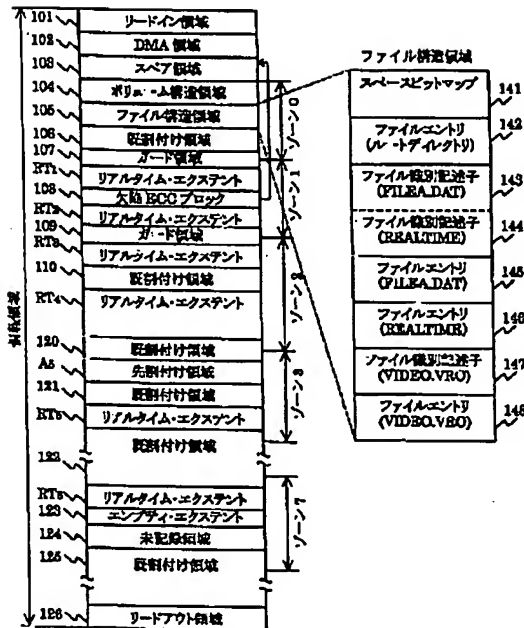 101
リードイン領域
102
DMA 領域
103
スペア領域
104
ボリューム構造領域
105
ファイル構造領域
106
既割付け領域
107
ガード領域
RT1
リアルタイム・エクステント
108
欠陥 ECC ブロック
RT2
リアルタイム・エクステント
109
ガード領域
RT3
リアルタイム・エクステント
110
既割付け領域
RT4
リアルタイム・エクステント
120
既割付け領域
A5
先割付け領域
121
既割付け領域
RT5
リアルタイム・エクステント
既割付け領域
122
リアルタイム・エクステント
123
エンプティ・エクステント
124
未記録領域
125
既割付け領域
126
リードアウト領域
ゾーン 0
ゾーン 1
ゾーン 2
ゾーン 3
ゾーン 7
ファイル構造領域
スペースビットマップ
141
ファイルエントリ
(ルートディレクトリ)
142
ファイル識別記述子
(FILEA.DAT)
143
ファイル識別記述子
(REALTIME)
144
ファイルエントリ
(FILEA.DAT)
145
ファイルエントリ
(REALTIME)
146
ファイル識別記述子
(VIDEO.VRO)
147
ファイルエントリ
(VIDEO.VRO)
148